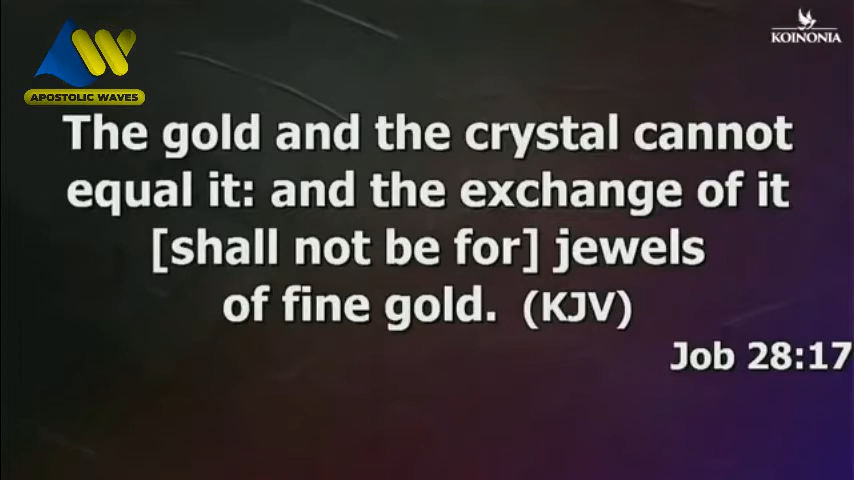 KOINONIA
APOSTOLIC WAVES
The gold and the crystal cannot
equal it: and the exchange of it
[shall not be for] jewels
of fine gold. (KJV)
Job 28:17